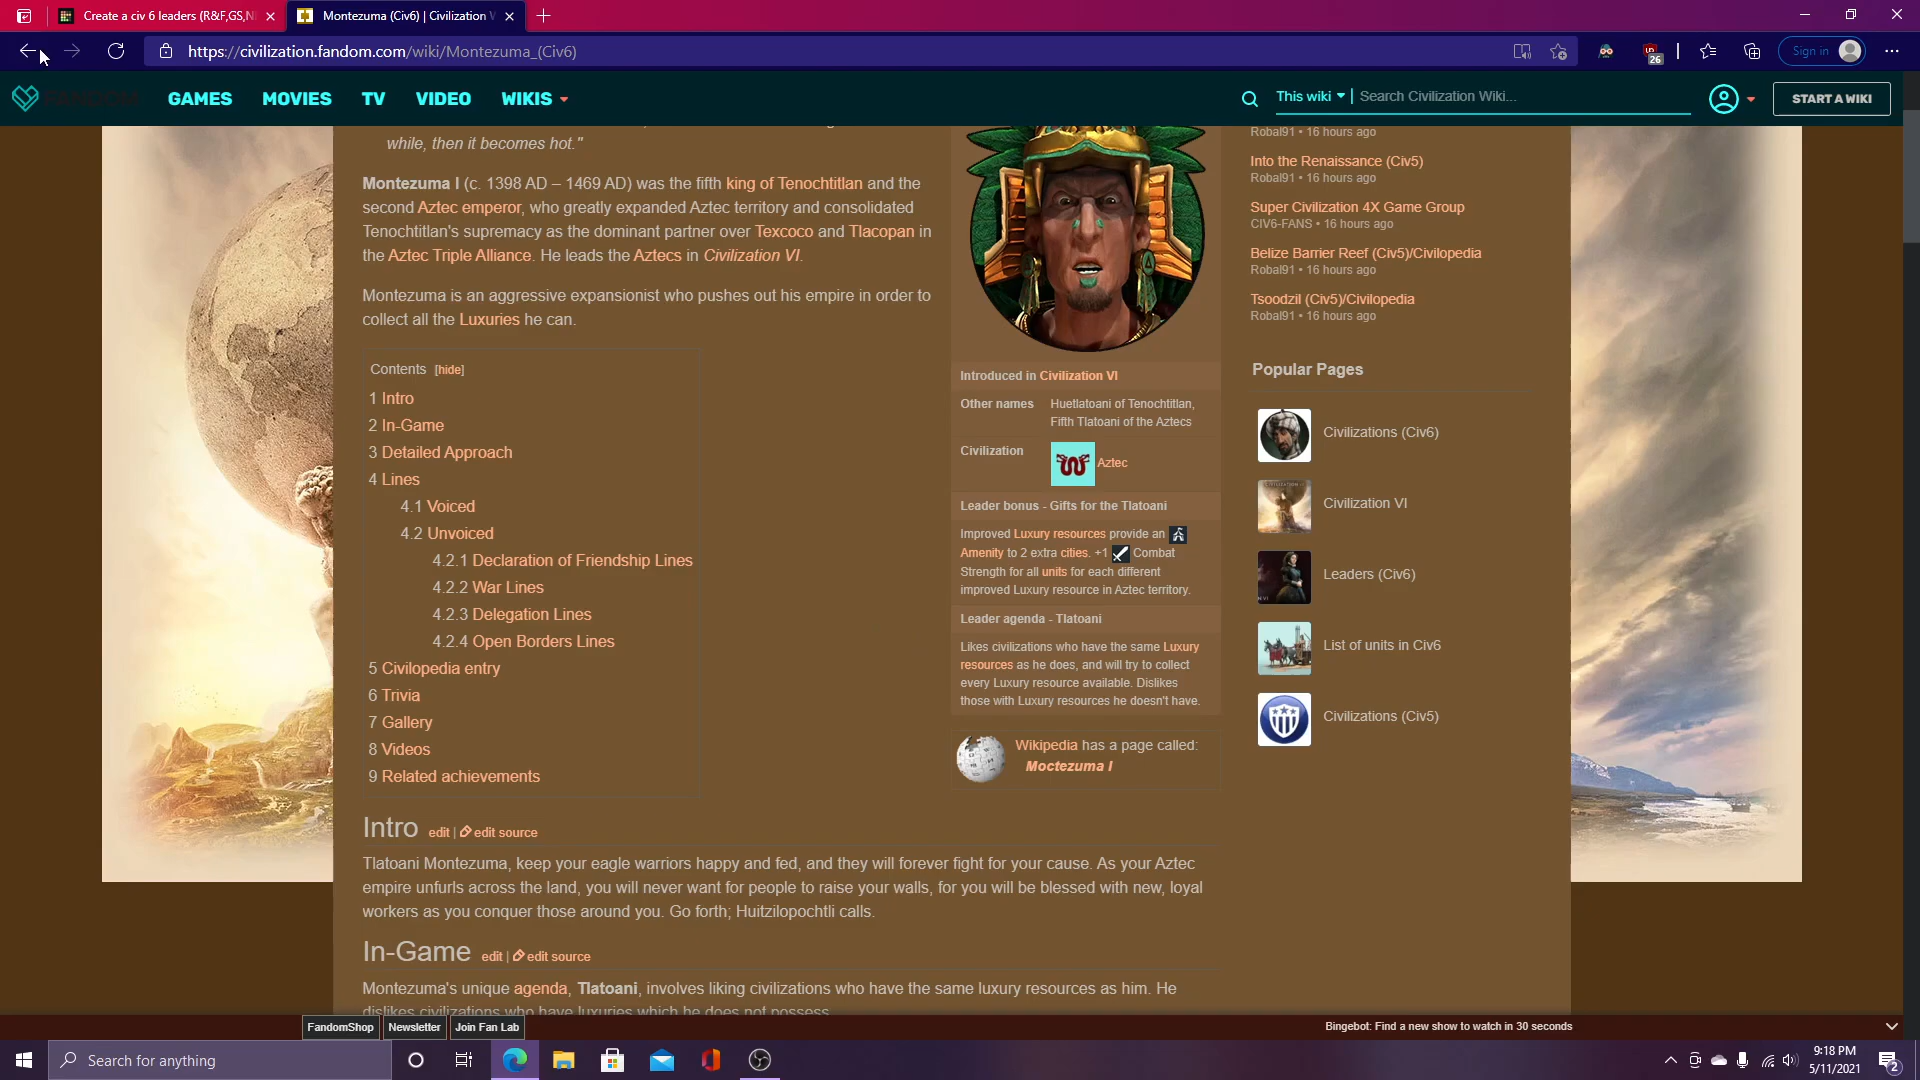 Create a civ 6 leaders (R&F,GS,N
Montezuma (Civ6) | Civilization W
https://civilization.fandom.com/wiki/Montezuma_(Civ6)
26
Sign in
FANDOM
GAMES
MOVIES
TV
VIDEO
WIKIS
This wiki
Search Civilization Wiki...
START A WIKI
while, then it becomes hot."
Montezuma I (c. 1398 AD – 1469 AD) was the fifth king of Tenochtitlan and the
second Aztec emperor, who greatly expanded Aztec territory and consolidated
Tenochtitlan's supremacy as the dominant partner over Texcoco and Tlacopan in
the Aztec Triple Alliance. He leads the Aztecs in Civilization VI.
Montezuma is an aggressive expansionist who pushes out his empire in order to
collect all the Luxuries he can.
Contents [hide]
1 Intro
2 In-Game
3 Detailed Approach
4 Lines
4.1 Voiced
4.2 Unvoiced
4.2.1 Declaration of Friendship Lines
4.2.2 War Lines
4.2.3 Delegation Lines
4.2.4 Open Borders Lines
5 Civilopedia entry
6 Trivia
7 Gallery
8 Videos
9 Related achievements
Introduced in Civilization VI
Other names Huetlatoani of Tenochtitlan,
Fifth Tlatoani of the Aztecs
Civilization
Aztec
Leader bonus - Gifts for the Tlatoani
Improved Luxury resources provide an
Amenity to 2 extra cities. +1 Combat
Strength for all units for each different
improved Luxury resource in Aztec territory.
Leader agenda - Tlatoani
Likes civilizations who have the same Luxury
resources as he does, and will try to collect
every Luxury resource available. Dislikes
those with Luxury resources he doesn't have.
Wikipedia has a page called:
Moctezuma I
Robal91 • 16 hours ago
Into the Renaissance (Civ5)
Robal91 • 16 hours ago
Super Civilization 4X Game Group
CIV6-FANS • 16 hours ago
Belize Barrier Reef (Civ5)/Civilopedia
Robal91 • 16 hours ago
Tsoodzil (Civ5)/Civilopedia
Robal91 • 16 hours ago
Popular Pages
Civilizations (Civ6)
Civilization VI
Leaders (Civ6)
List of units in Civ6
Civilizations (Civ5)
Intro edit | edit source
Tlatoani Montezuma, keep your eagle warriors happy and fed, and they will forever fight for your cause. As your Aztec
empire unfurls across the land, you will never want for people to raise your walls, for you will be blessed with new, loyal
workers as you conquer those around you. Go forth; Huitzilopochtli calls.
In-Game edit | edit source
Montezuma's unique agenda, Tlatoani, involves liking civilizations who have the same luxury resources as him. He
dislikes civilizations who have luxuries which he does not possess.
FandomShop
Newsletter
Join Fan Lab
Bingebot: Find a new show to watch in 30 seconds
Search for anything
9:18 PM
5/11/2021
2